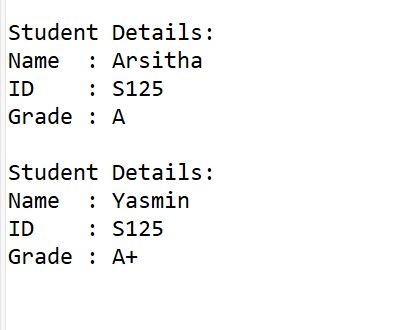 Student Details:
Name  : Arsitha
ID    : S125
Grade : A

Student Details:
Name  : Yasmin
ID    : S125
Grade : A+